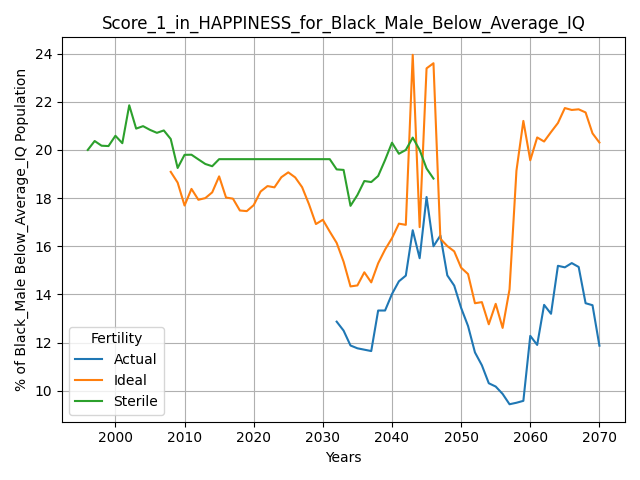 Score_1_in_HAPPINESS_for_Black_Male_Below_Average_IQ
% of Black_Male Below_Average_IQ Population
24
22
20
18
16
14
12
10
Fertility
Actual
Ideal
Sterile
2000 2010 2020 2030 2040 2050 2060 2070
Years